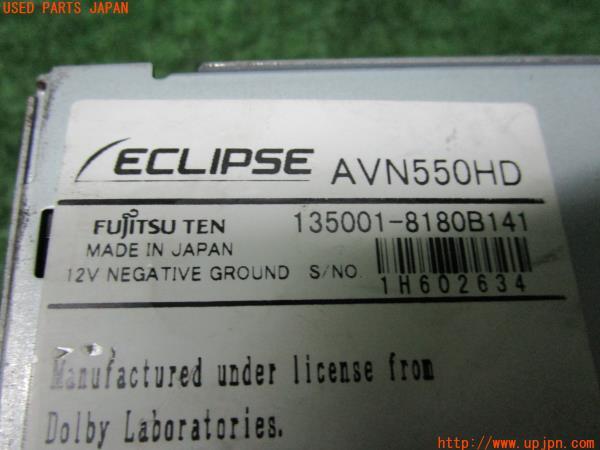 USED PARTS JAPAN
ECLIPSE AVN550HD
FUJITSU TEN 135001-8180B141
MADE IN JAPAN
12V NEGATIVE GROUND S/NO.
1H602634
Manufactured under license from
Dolby Laboratories.
http://www.upjpn.com/